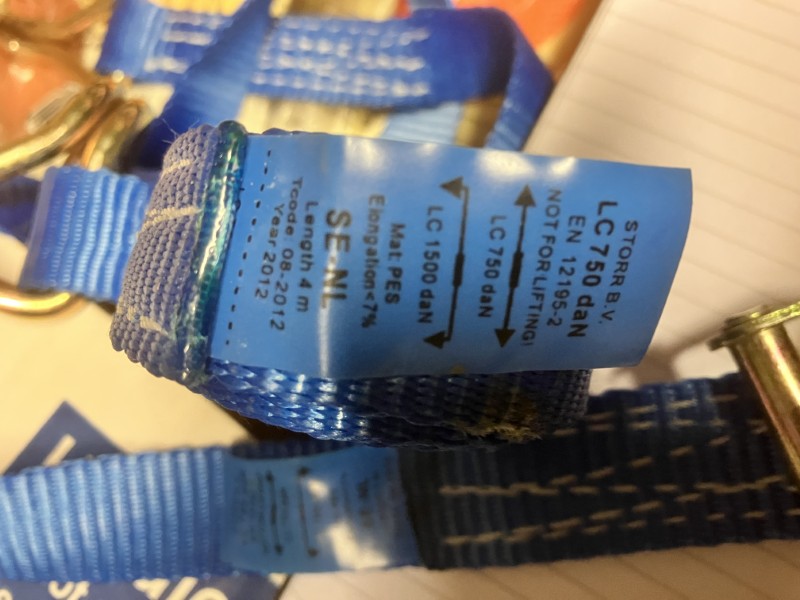 STORR B.V.
LC 750 daN
EN 12195-2
NOT FOR LIFTING!
LC 750 daN
LC 1500 daN
Mat: PES
Elongation<7%
SE-NL
Length 4 m
Tcode: 08-2012
Year 2012
of